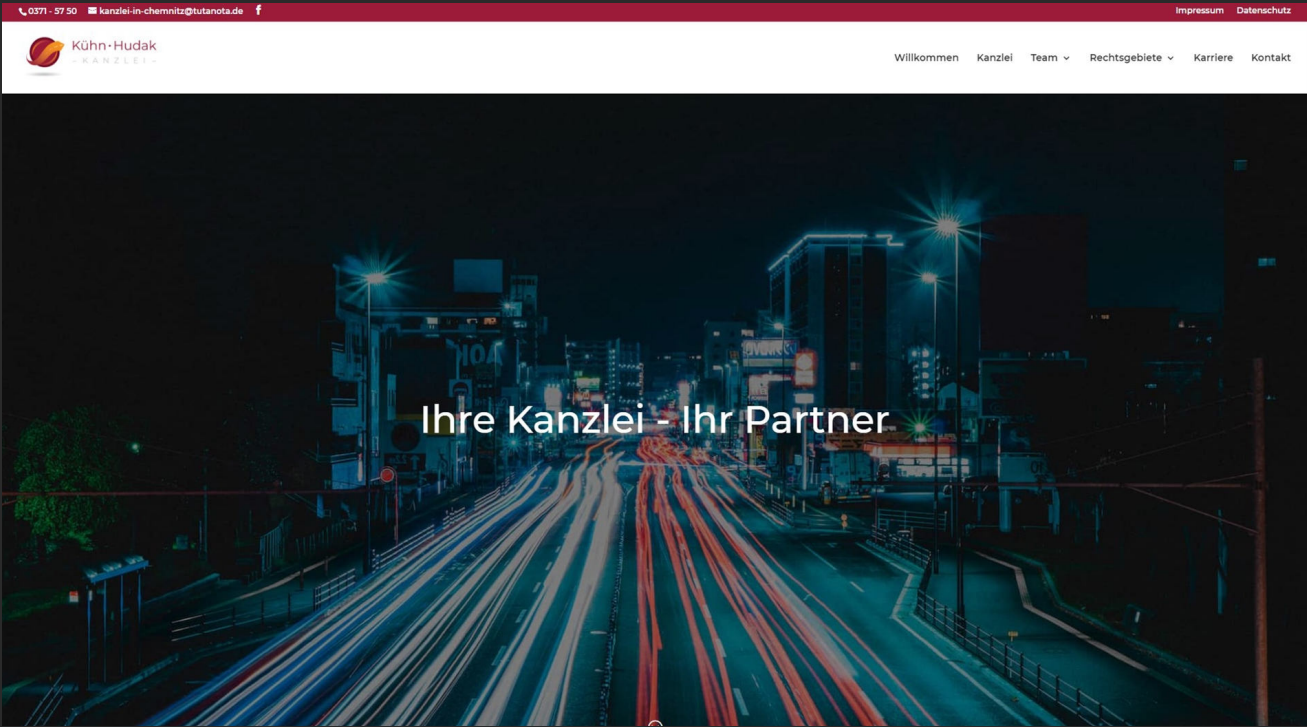 0371 - 57 50 kanzlei-in-chemnitz@tutanota.de Impressum Datenschutz
Kühn·Hudak
- KANZLEI -
Willkommen Kanzlei Team Rechtsgebiete Karriere Kontakt
Ihre Kanzlei - Ihr Partner